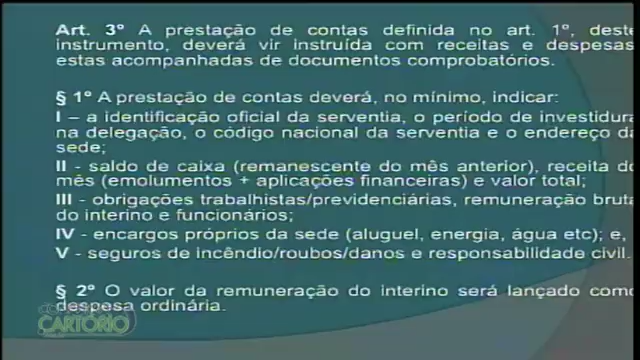 Art. 3º A prestação de contas definida no art. 1º, deste
instrumento, deverá vir instruída com receitas e despesas
estas acompanhadas de documentos comprobatórios.
§ 1º A prestação de contas deverá, no mínimo, indicar:
I – a identificação oficial da serventia, o período de investidura
na delegação, o código nacional da serventia e o endereço da
sede;
II - saldo de caixa (remanescente do mês anterior), receita do
mês (emolumentos + aplicações financeiras) e valor total;
III - obrigações trabalhistas/previdenciárias, remuneração bruta
do interino e funcionários;
IV - encargos próprios da sede (aluguel, energia, água etc); e,
V - seguros de incêndio/roubos/danos e responsabilidade civil.
§ 2º O valor da remuneração do interino será lançado como
despesa ordinária.
CARTÓRIO